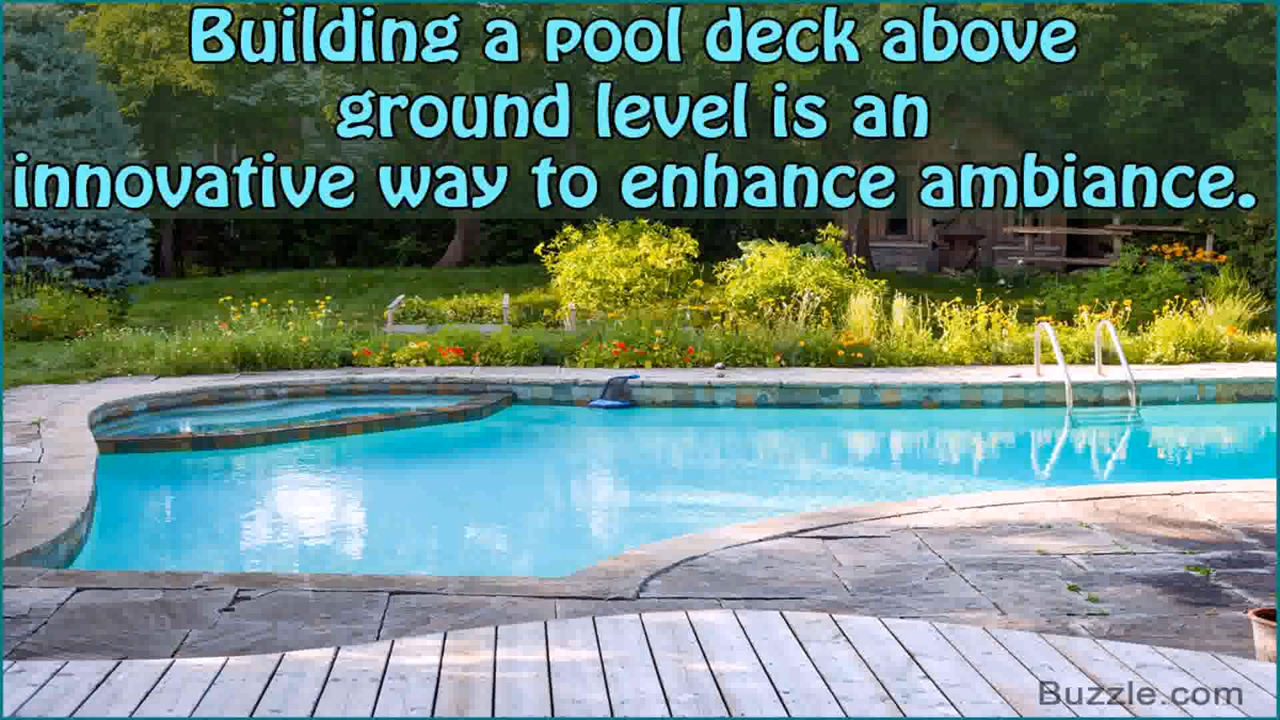 Building a pool deck above
ground level is an
innovative way to enhance ambiance.
Buzzle.com